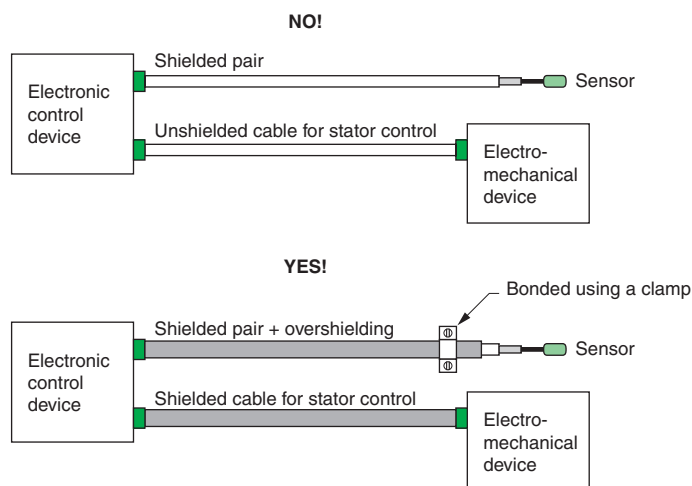 NO!
Shielded pair
Electronic
control
device
Sensor
Unshielded cable for stator control
Electro-
mechanical
device
YES!
Bonded using a clamp
Shielded pair + overshielding
Electronic
control
device
Sensor
Shielded cable for stator control
Electro-
mechanical
device